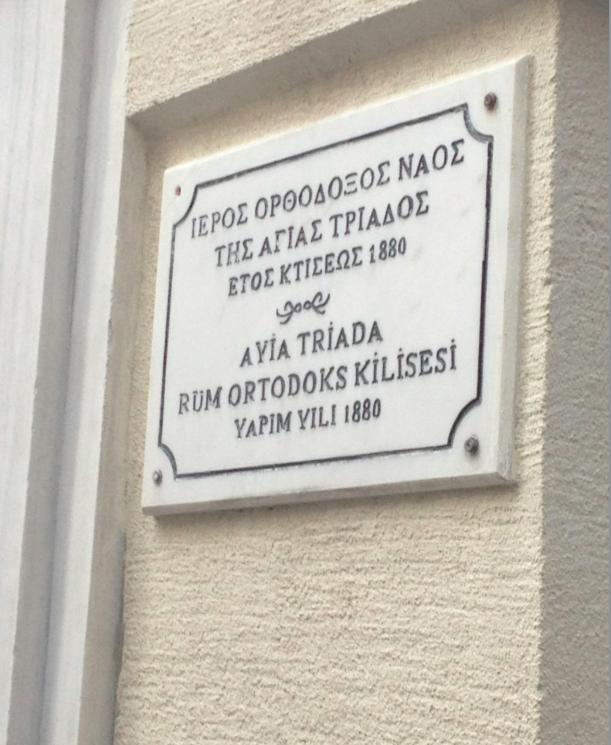 ΙΕΡΟΣ ΟΡΘΟΔΟΞΟΣ ΝΑΟΣ
ΤΗΣ ΑΓΙΑΣ ΤΡΙΑΔΟΣ
ΕΤΟΣ ΚΤΙΣΕΩΣ 1880
AYİA TRİADA
RÜM ORTODOKS KİLİSESİ
YAPIM YILI 1880